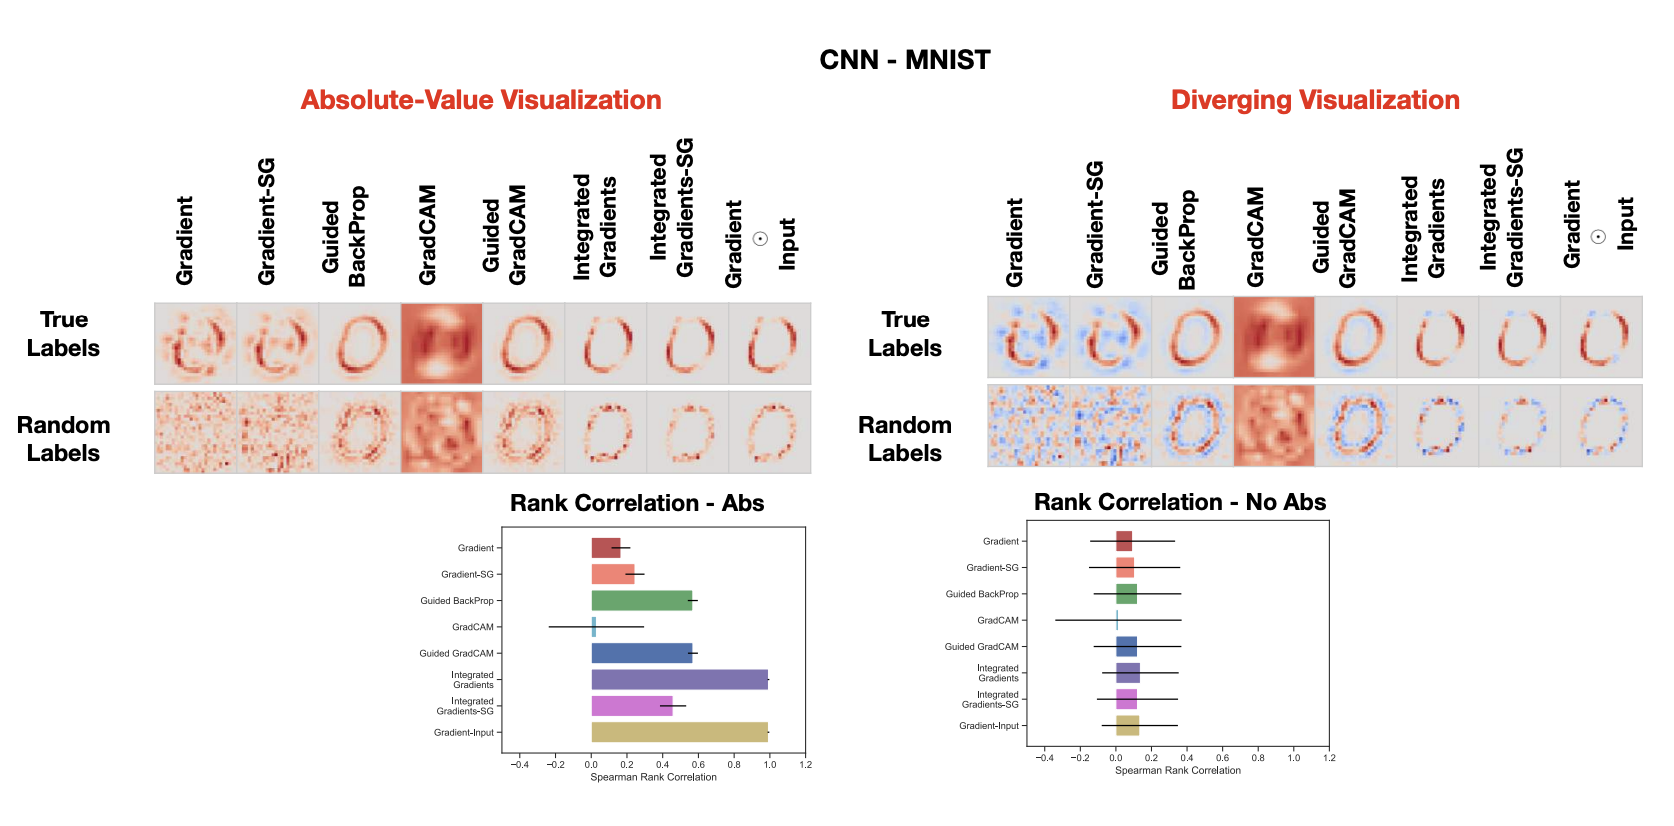 CNN - MNIST
Absolute-Value Visualization
Gradient
Gradient-SG
Guided
BackProp
GradCAM
Guided
GradCAM
Integrated
Gradients
Integrated
Gradients-SG
Gradient
⊙
Input
True
Labels
Random
Labels
Rank Correlation - Abs
Gradient
Gradient-SG
Guided BackProp
GradCAM
Guided GradCAM
Integrated
Gradients
Integrated
Gradients-SG
Gradient-Input
−0.4 −0.2 0.0 0.2 0.4 0.6 0.8 1.0 1.2
Spearman Rank Correlation
Diverging Visualization
Gradient
Gradient-SG
Guided
BackProp
GradCAM
Guided
GradCAM
Integrated
Gradients
Integrated
Gradients-SG
Gradient
⊙
Input
True
Labels
Random
Labels
Rank Correlation - No Abs
Gradient
Gradient-SG
Guided BackProp
GradCAM
Guided GradCAM
Integrated
Gradients
Integrated
Gradients-SG
Gradient-Input
−0.4 −0.2 0.0 0.2 0.4 0.6 0.8 1.0 1.2
Spearman Rank Correlation